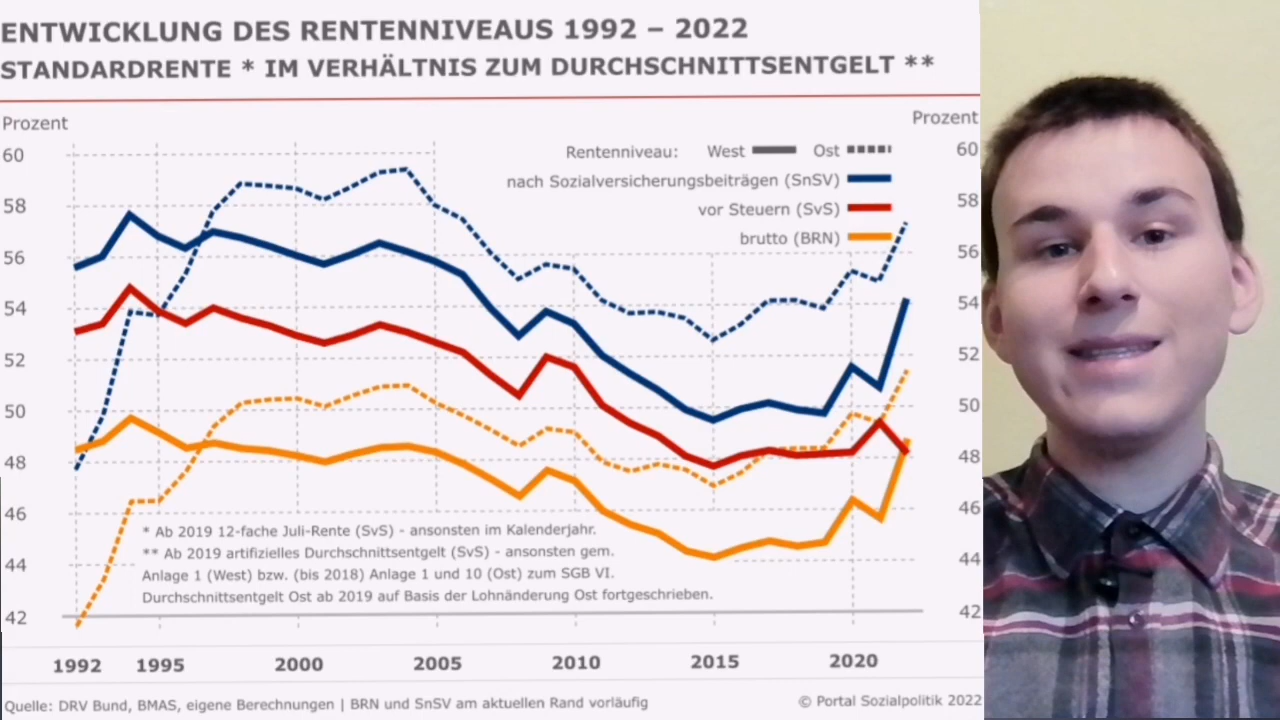 ENTWICKLUNG DES RENTENNIVEAUS 1992 – 2022
STANDARDRENTE * IM VERHÄLTNIS ZUM DURCHSCHNITTSENTGELT **
Prozent
Prozent
Rentenniveau: West Ost
nach Sozialversicherungsbeiträgen (SnSV)
vor Steuern (SvS)
brutto (BRN)
60
58
56
54
52
50
48
46
44
42
60
58
56
54
52
50
48
46
44
42
* Ab 2019 12-fache Juli-Rente (SvS) - ansonsten im Kalenderjahr.
** Ab 2019 artifizielles Durchschnittsentgelt (SvS) - ansonsten gem.
Anlage 1 (West) bzw. (bis 2018) Anlage 1 und 10 (Ost) zum SGB VI.
Durchschnittsentgelt Ost ab 2019 auf Basis der Lohnänderung Ost fortgeschrieben.
1992 1995 2000 2005 2010 2015 2020
Quelle: DRV Bund, BMAS, eigene Berechnungen | BRN und SnSV am aktuellen Rand vorläufig
© Portal Sozialpolitik 2022